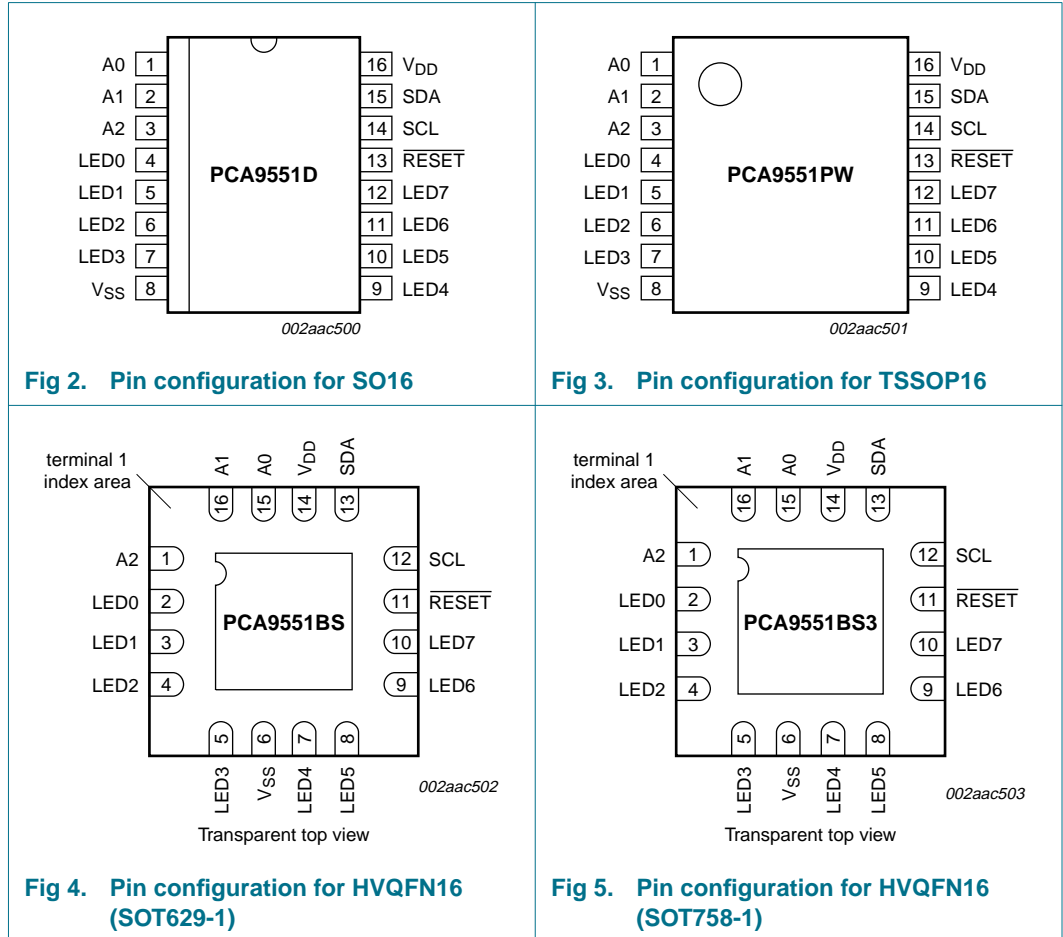 A0 1
A1 2
A2 3
LED0 4
LED1 5
LED2 6
LED3 7
VSS 8
PCA9551D
16 VDD
15 SDA
14 SCL
13 RESET
12 LED7
11 LED6
10 LED5
9 LED4
002aac500
Fig 2. Pin configuration for SO16
A0 1
A1 2
A2 3
LED0 4
LED1 5
LED2 6
LED3 7
VSS 8
PCA9551PW
16 VDD
15 SDA
14 SCL
13 RESET
12 LED7
11 LED6
10 LED5
9 LED4
002aac501
Fig 3. Pin configuration for TSSOP16
terminal 1
index area
A1 A0 VDD SDA
16 15 14 13
A2 1
LED0 2
LED1 3
LED2 4
PCA9551BS
12 SCL
11 RESET
10 LED7
9 LED6
5 6 7 8
LED3 VSS LED4 LED5
002aac502
Transparent top view
Fig 4. Pin configuration for HVQFN16
(SOT629-1)
terminal 1
index area
A1 A0 VDD SDA
16 15 14 13
A2 1
LED0 2
LED1 3
LED2 4
PCA9551BS3
12 SCL
11 RESET
10 LED7
9 LED6
5 6 7 8
LED3 VSS LED4 LED5
002aac503
Transparent top view
Fig 5. Pin configuration for HVQFN16
(SOT758-1)